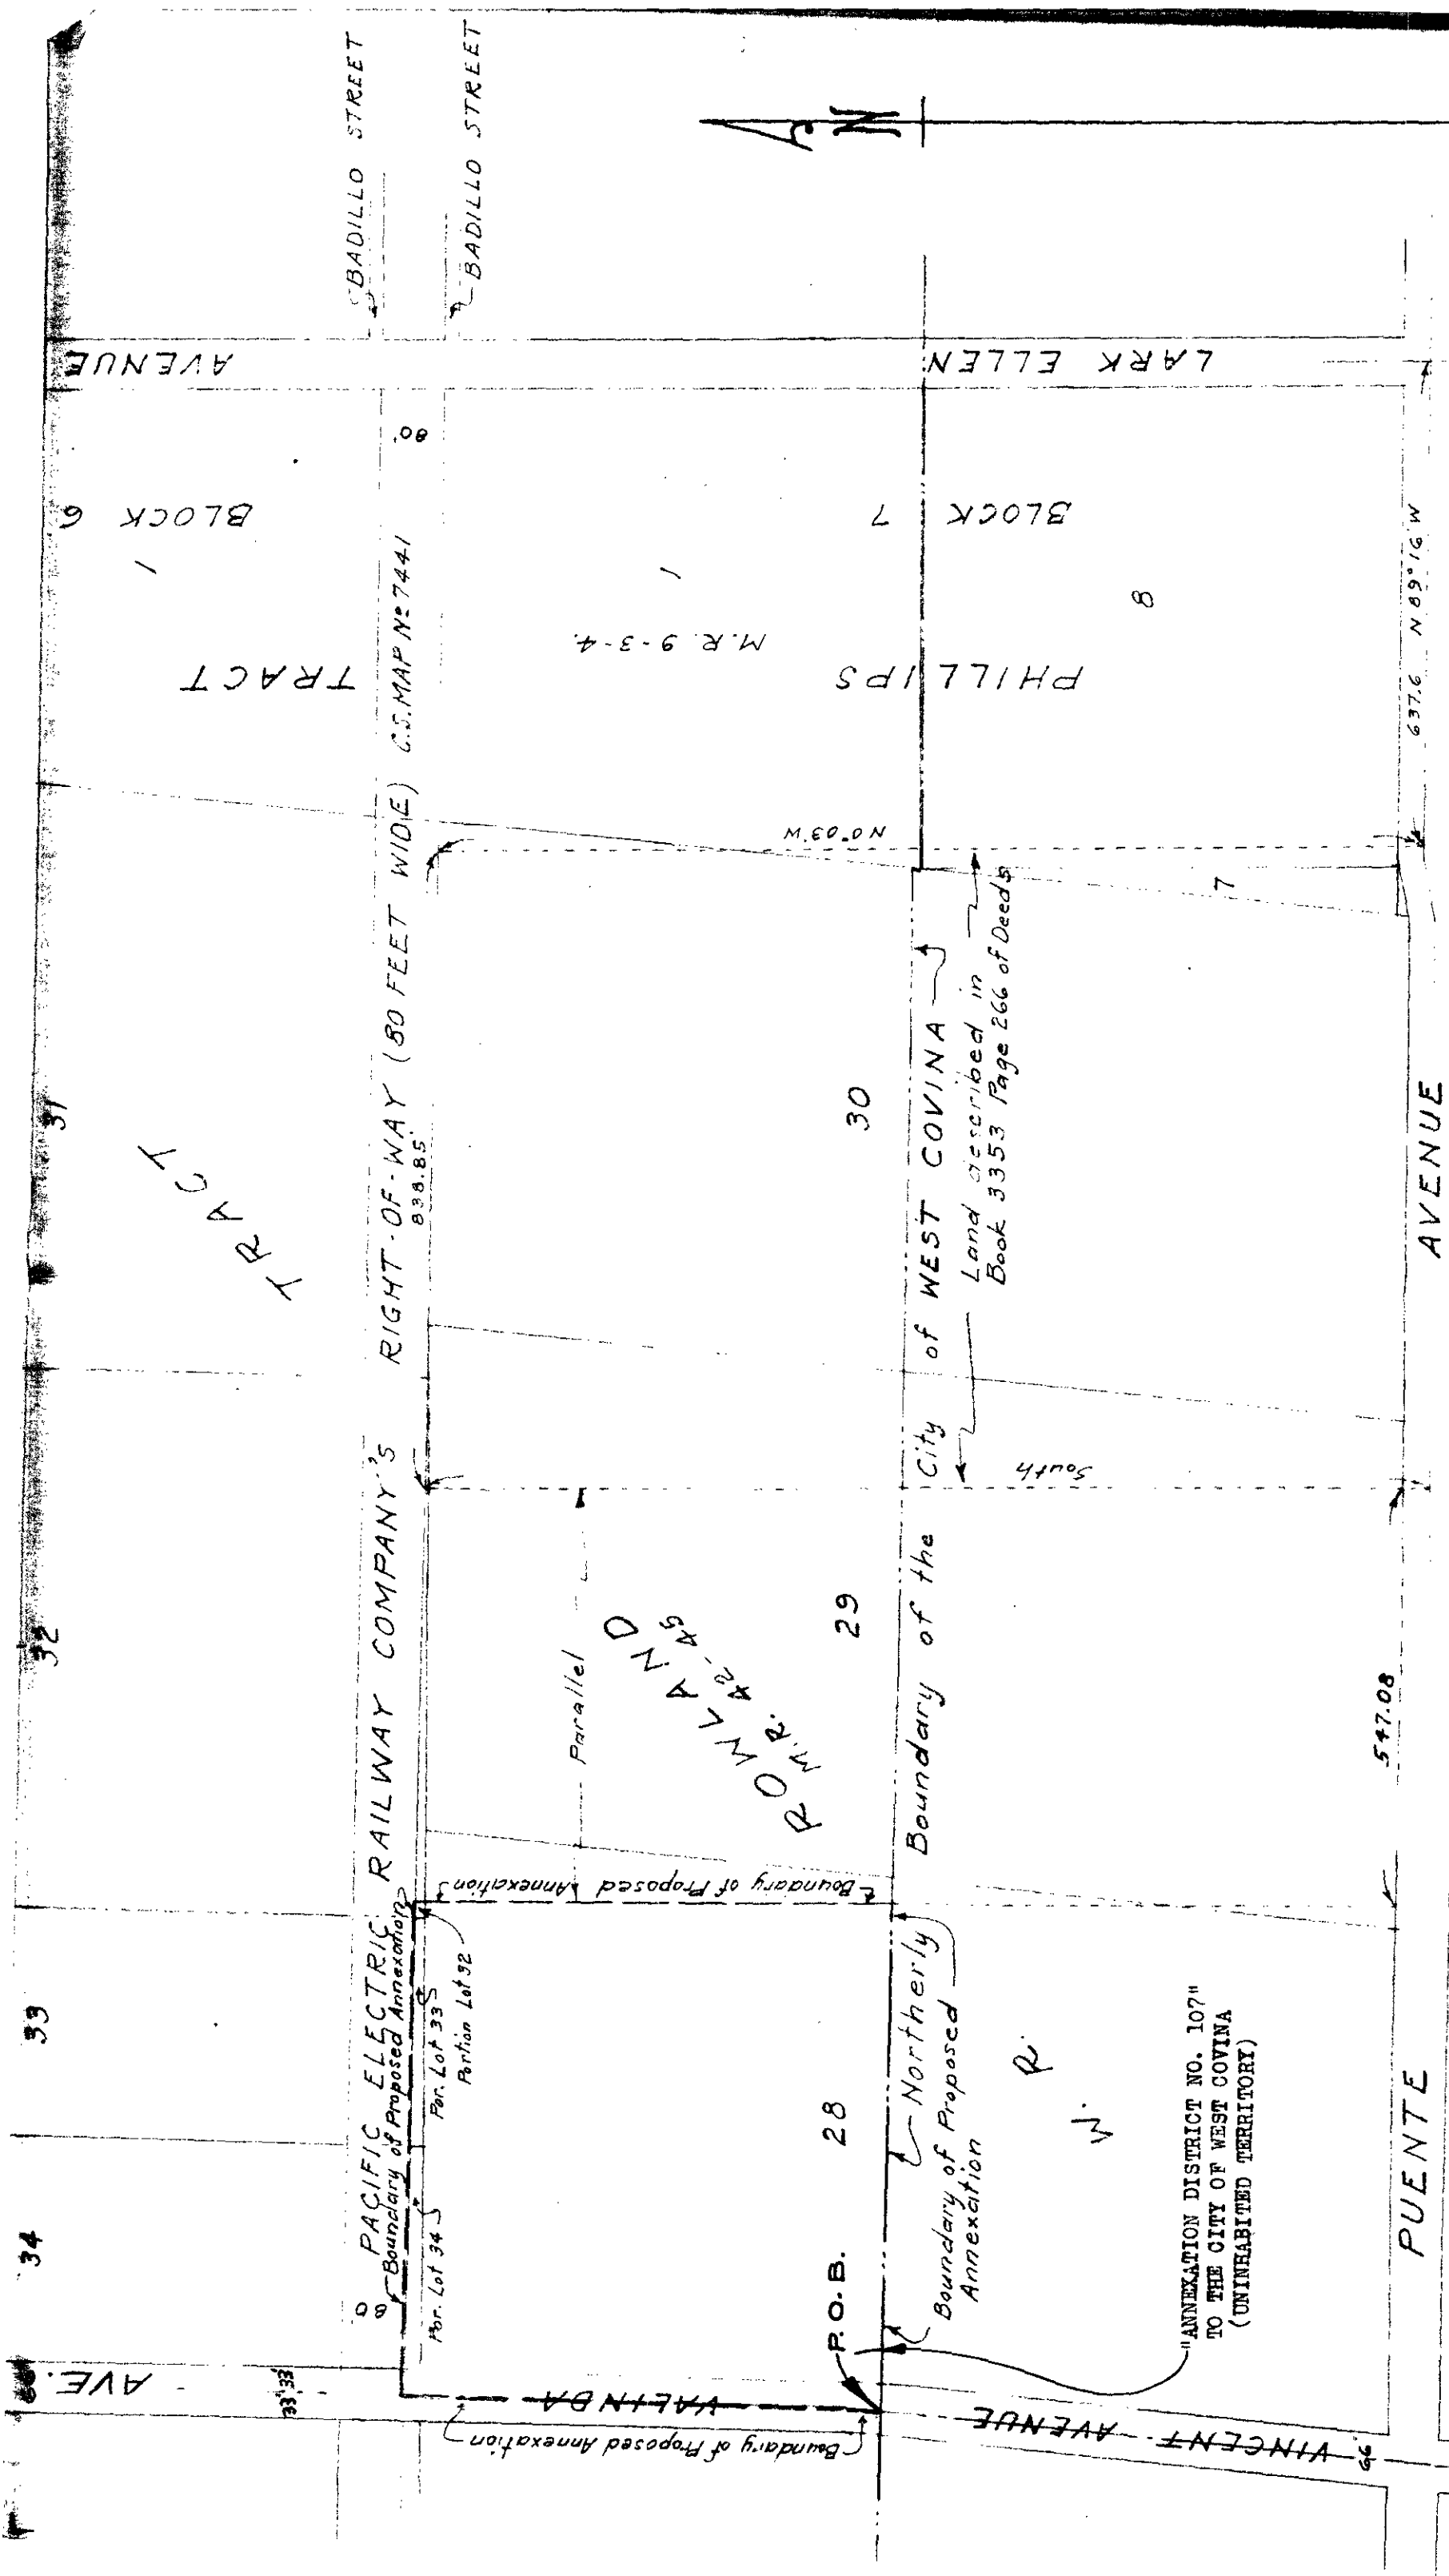 34
33
32
31
TRACY
BLOCK 6
1
TRACT
AVENUE
BADILLO STREET
BADILLO STREET
N
AVE.
33' 33'
80'
PACIFIC ELECTRIC RAILWAY COMPANY'S RIGHT-OF-WAY (80 FEET WIDE) C.S. MAP Nº 7441
80'
Boundary of Proposed Annexation
838.85'
Por. Lot 34
Por. Lot 33
Portion Lot 32
Boundary of Proposed Annexation
VALINDA
Boundary of Proposed Annexation
Parallel
ROWLAND
M.R. 42-45
28
29
30
N0°03'W
M.R. 9-3-4
1
PHILLIPS
BLOCK 7
8
LARK ELLEN
P.O.B.
Northerly Boundary of the City of WEST COVINA
Boundary of Proposed
Annexation
Land described in
Book 3353 Page 266 of Deeds
South
7
W. R.
"ANNEXATION DISTRICT NO. 107"
TO THE CITY OF WEST COVINA
(UNINHABITED TERRITORY)
VINCENT AVENUE
66
547.08
637.6 N 89°16'W
PUENTE AVENUE